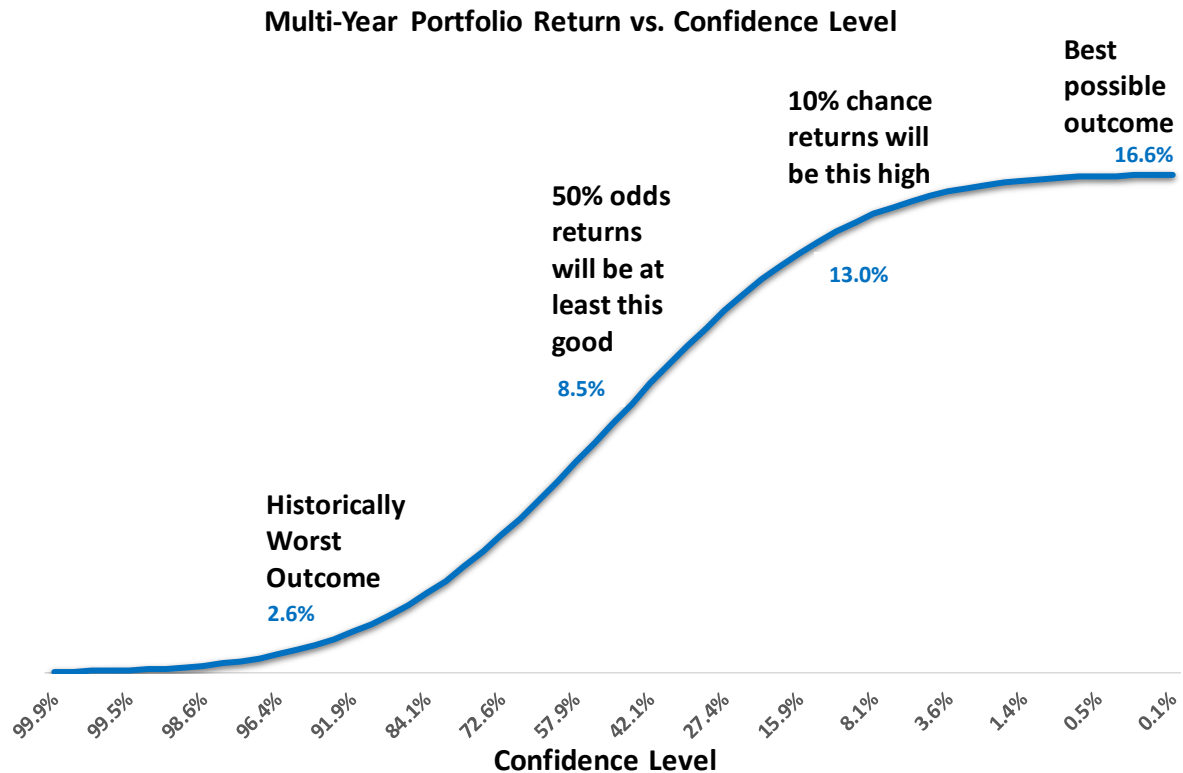 Multi-Year Portfolio Return vs. Confidence Level
Best
possible
outcome
16.6%
10% chance
returns will
be this high
13.0%
50% odds
returns
will be at
least this
good
8.5%
Historically
Worst
Outcome
2.6%
99.9%
99.5%
98.6%
96.4%
91.9%
84.1%
72.6%
57.9%
42.1%
27.4%
15.9%
8.1%
3.6%
1.4%
0.5%
0.1%
Confidence Level